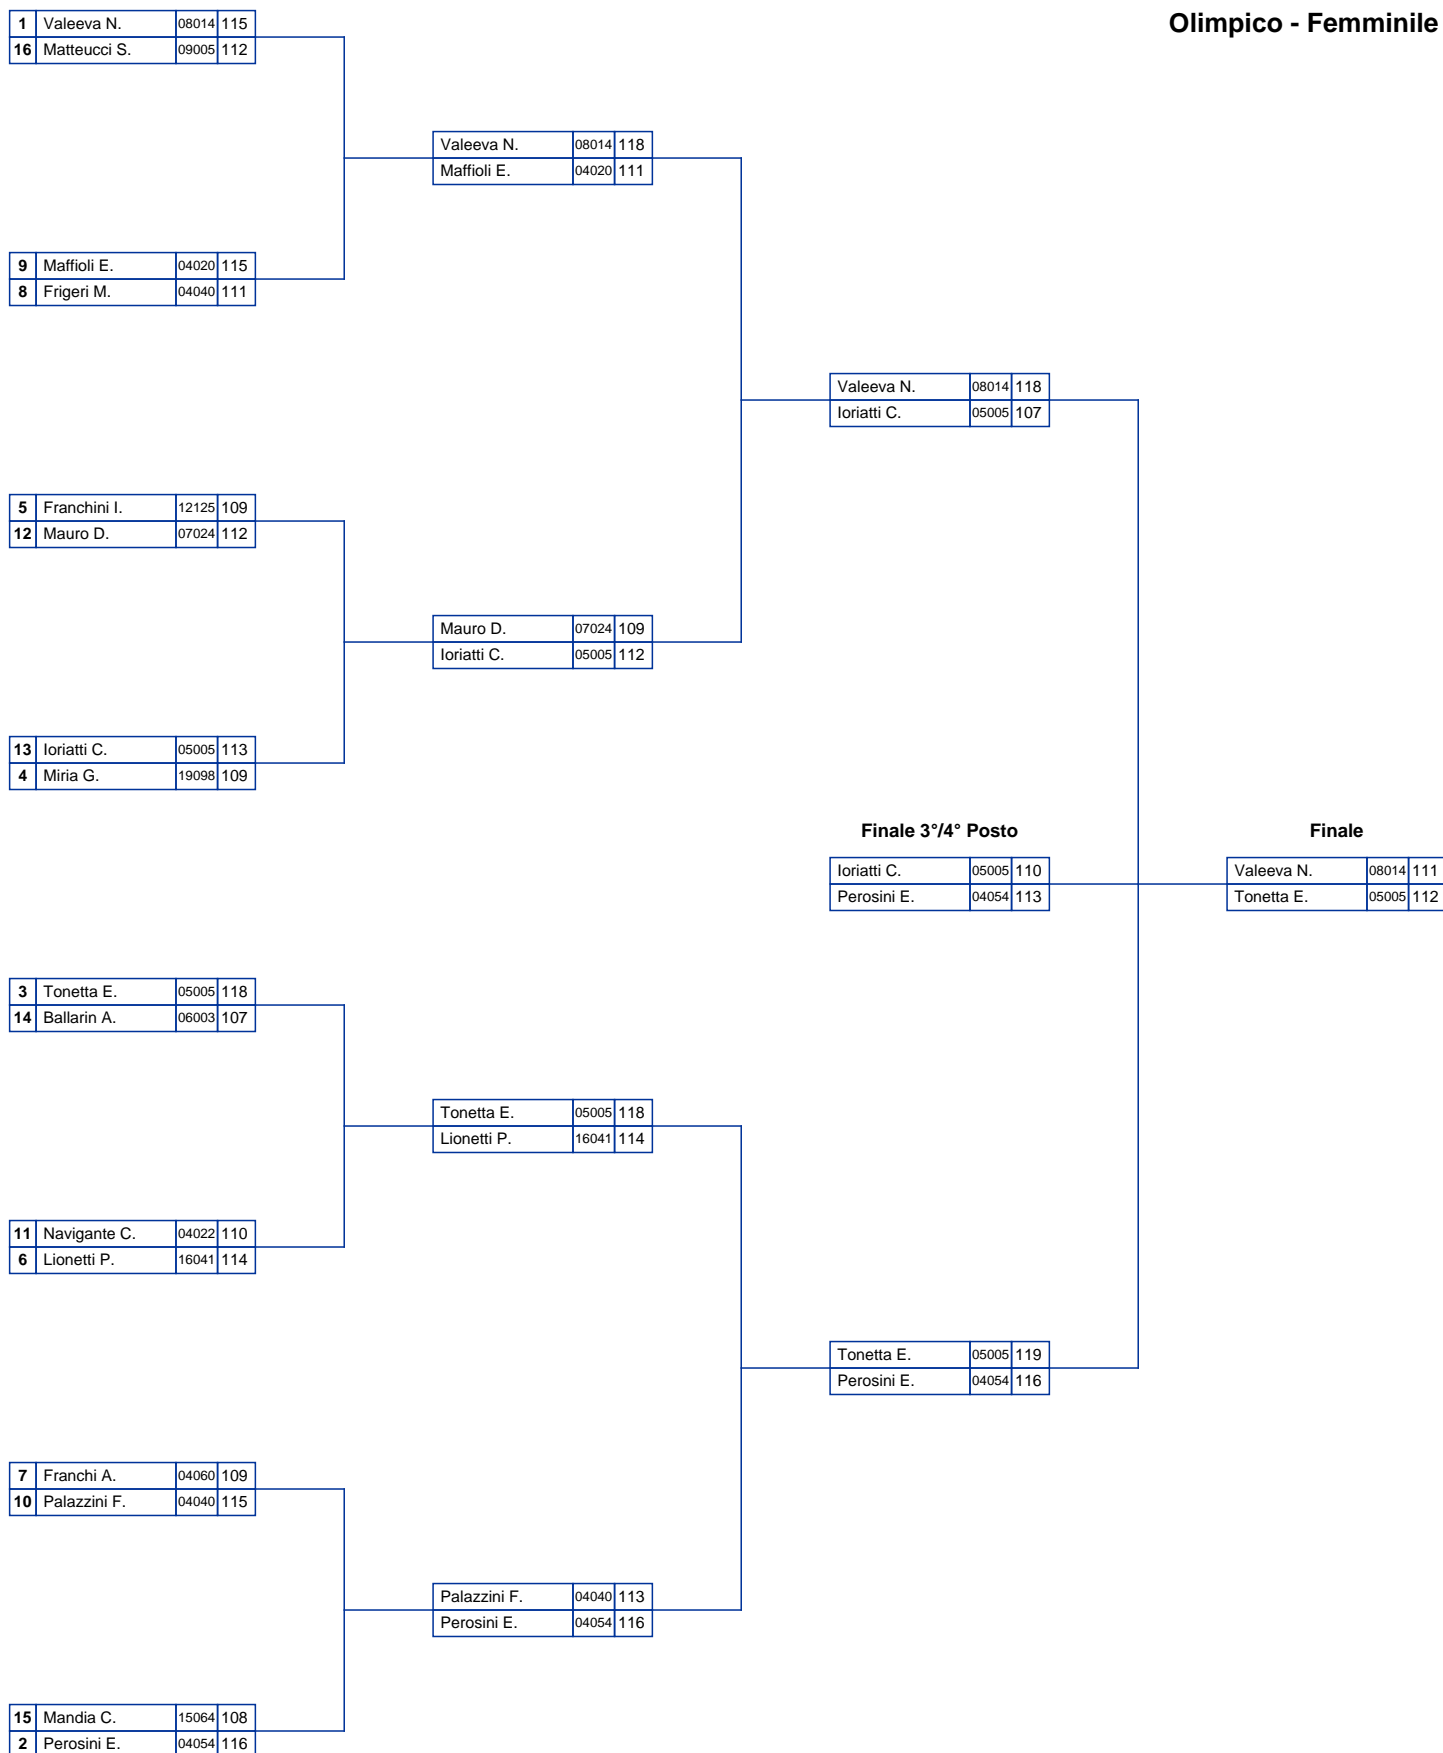 Olimpico - Femminile
1 Valeeva N. 08014 115
16 Matteucci S. 09005 112
Valeeva N. 08014 118
Maffioli E. 04020 111
9 Maffioli E. 04020 115
8 Frigeri M. 04040 111
Valeeva N. 08014 118
Ioriatti C. 05005 107
5 Franchini I. 12125 109
12 Mauro D. 07024 112
Mauro D. 07024 109
Ioriatti C. 05005 112
13 Ioriatti C. 05005 113
4 Miria G. 19098 109
Finale 3°/4° Posto
Finale
Ioriatti C. 05005 110
Perosini E. 04054 113
Valeeva N. 08014 111
Tonetta E. 05005 112
3 Tonetta E. 05005 118
14 Ballarin A. 06003 107
Tonetta E. 05005 118
Lionetti P. 16041 114
11 Navigante C. 04022 110
6 Lionetti P. 16041 114
Tonetta E. 05005 119
Perosini E. 04054 116
7 Franchi A. 04060 109
10 Palazzini F. 04040 115
Palazzini F. 04040 113
Perosini E. 04054 116
15 Mandia C. 15064 108
2 Perosini E. 04054 116